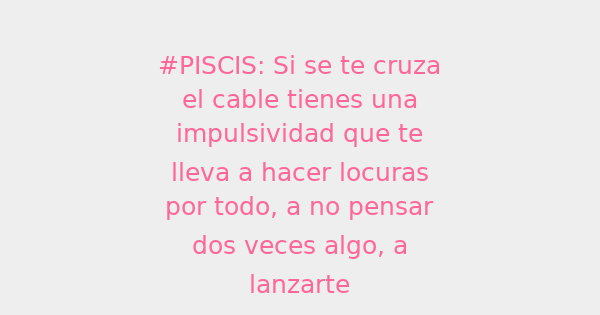 #PISCIS: Si se te cruza
el cable tienes una
impulsividad que te
lleva a hacer locuras
por todo, a no pensar
dos veces algo, a
lanzarte